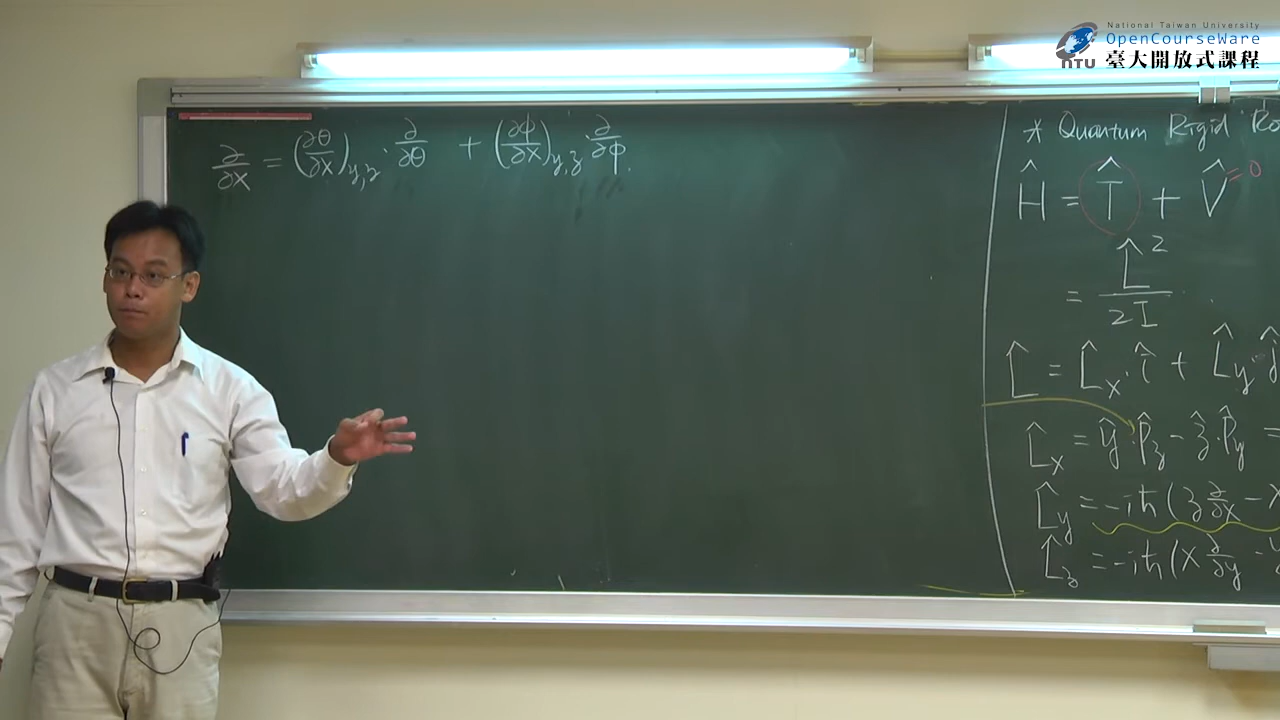 National Taiwan University
OpenCourseWare
NTU 臺大開放式課程
∂/∂x = (∂θ/∂x)y,z · ∂/∂θ + (∂φ/∂x)y,z · ∂/∂φ.
* Quantum Rigid
Ĥ = T̂ + V̂ = 0
= L̂²/2I
L̂ = L̂x · î + L̂y · ĵ
L̂x = ŷ · p̂z - ẑ · p̂y =
L̂y = -iħ(z ∂/∂x - x
L̂z = -iħ(x ∂/∂y - y